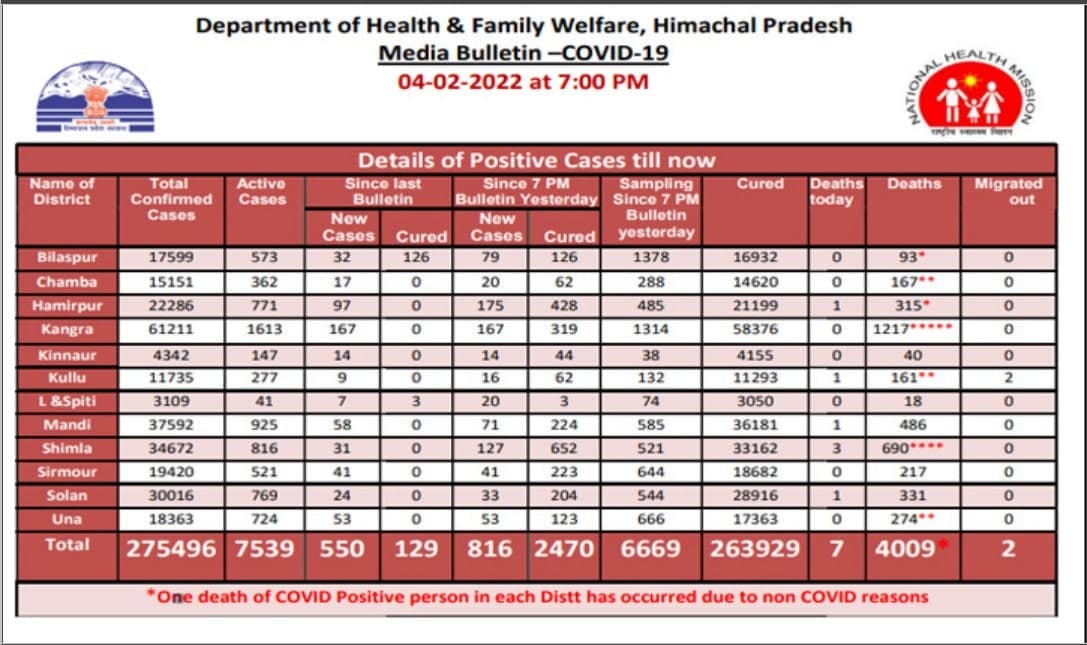 Department of Health & Family Welfare, Himachal Pradesh
Media Bulletin –COVID-19
04-02-2022 at 7:00 PM
NATIONAL HEALTH MISSION
राष्ट्रीय स्वास्थ्य मिशन
Details of Positive Cases till now
Name of District Total Confirmed Cases Active Cases Since last Bulletin Since 7 PM Bulletin Yesterday Sampling Since 7 PM Bulletin yesterday Cured Deaths today Deaths Migrated out
New Cases Cured New Cases Cured
Bilaspur 17599 573 32 126 79 126 1378 16932 0 93* 0
Chamba 15151 362 17 0 20 62 288 14620 0 167** 0
Hamirpur 22286 771 97 0 175 428 485 21199 1 315* 0
Kangra 61211 1613 167 0 167 319 1314 58376 0 1217***** 0
Kinnaur 4342 147 14 0 14 44 38 4155 0 40 0
Kullu 11735 277 9 0 16 62 132 11293 1 161** 2
L &Spiti 3109 41 7 3 20 3 74 3050 0 18 0
Mandi 37592 925 58 0 71 224 585 36181 1 486 0
Shimla 34672 816 31 0 127 652 521 33162 3 690**** 0
Sirmour 19420 521 41 0 41 223 644 18682 0 217 0
Solan 30016 769 24 0 33 204 544 28916 1 331 0
Una 18363 724 53 0 53 123 666 17363 0 274** 0
Total 275496 7539 550 129 816 2470 6669 263929 7 4009* 2
*One death of COVID Positive person in each Distt has occurred due to non COVID reasons